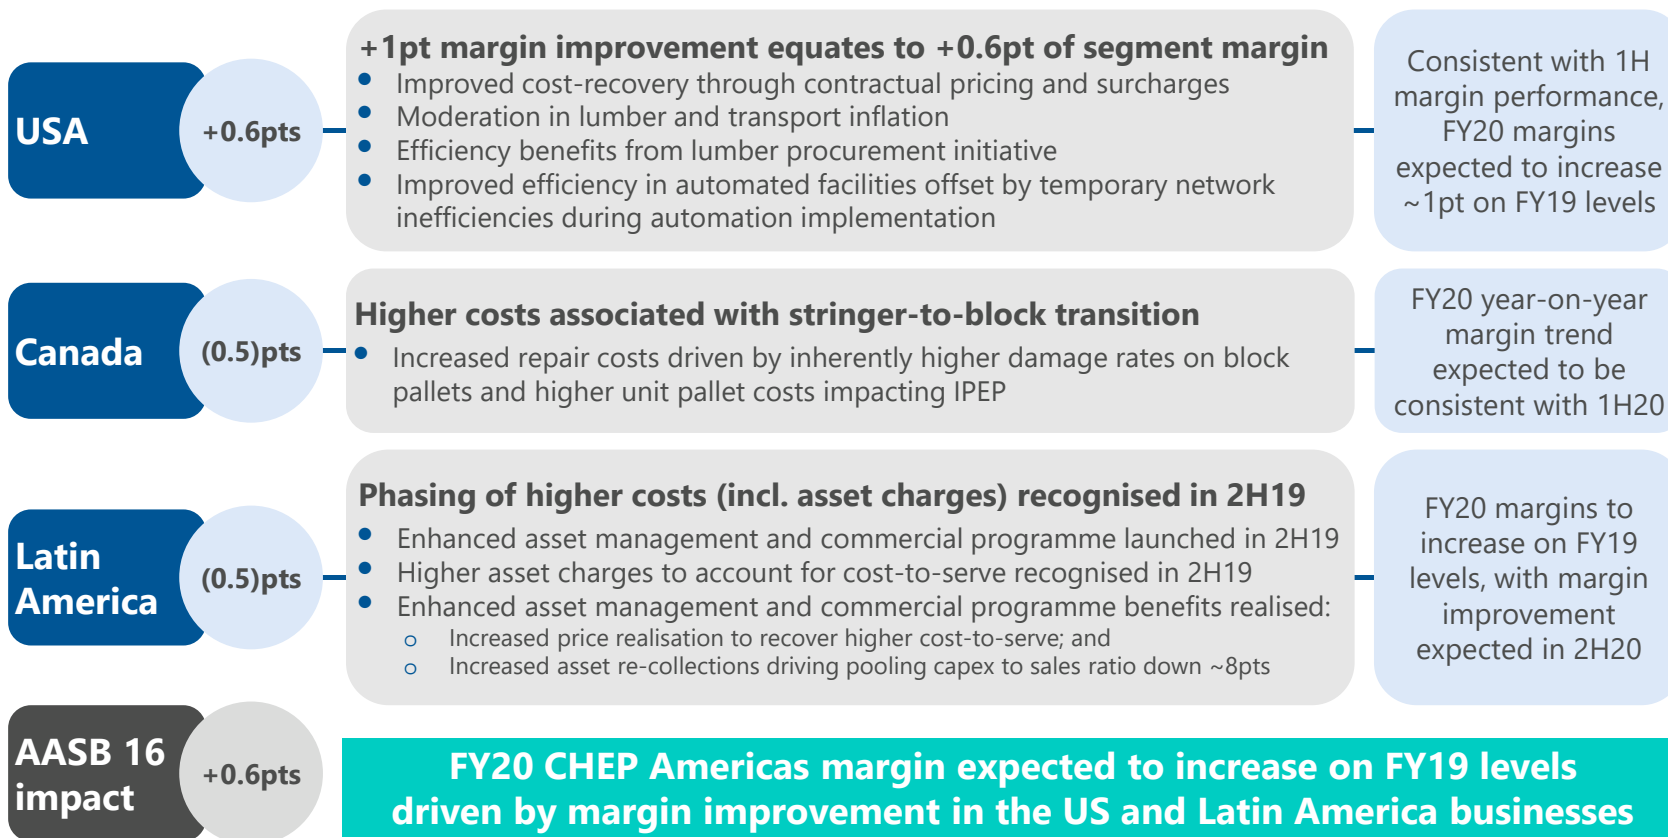 USA
+0.6pts
+1pt margin improvement equates to +0.6pt of segment margin
• Improved cost-recovery through contractual pricing and surcharges
• Moderation in lumber and transport inflation
• Efficiency benefits from lumber procurement initiative
• Improved efficiency in automated facilities offset by temporary network
inefficiencies during automation implementation
Consistent with 1H
margin performance,
FY20 margins
expected to increase
~1pt on FY19 levels
Canada
(0.5)pts
Higher costs associated with stringer-to-block transition
• Increased repair costs driven by inherently higher damage rates on block
pallets and higher unit pallet costs impacting IPEP
FY20 year-on-year
margin trend
expected to be
consistent with 1H20
Latin
America
(0.5)pts
Phasing of higher costs (incl. asset charges) recognised in 2H19
• Enhanced asset management and commercial programme launched in 2H19
• Higher asset charges to account for cost-to-serve recognised in 2H19
• Enhanced asset management and commercial programme benefits realised:
o Increased price realisation to recover higher cost-to-serve; and
o Increased asset re-collections driving pooling capex to sales ratio down ~8pts
FY20 margins to
increase on FY19
levels, with margin
improvement
expected in 2H20
AASB 16
impact
+0.6pts
FY20 CHEP Americas margin expected to increase on FY19 levels
driven by margin improvement in the US and Latin America businesses